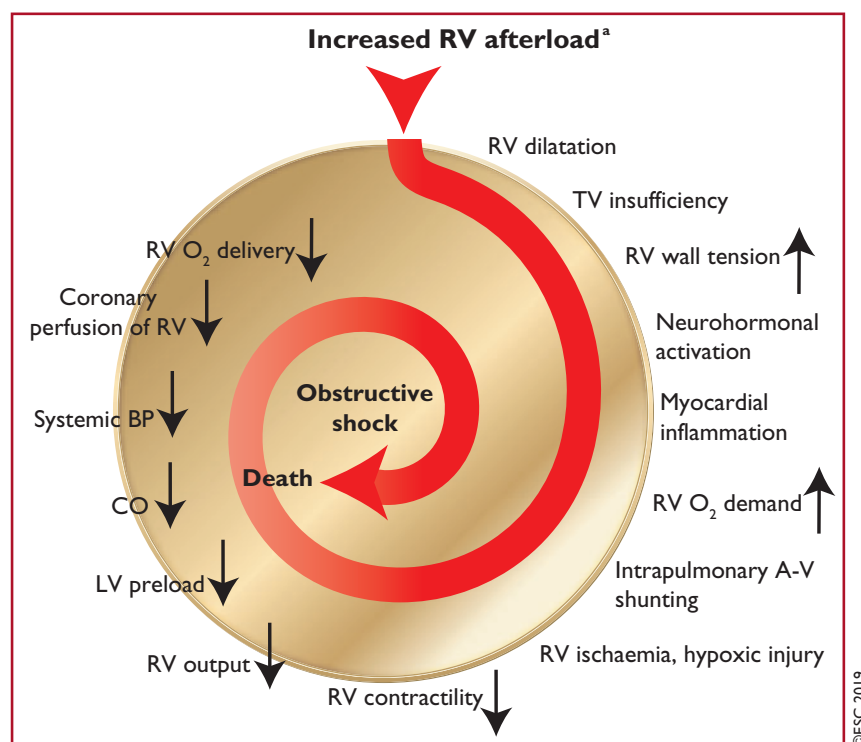 Increased RV afterloadᵃ
RV dilatation
TV insufficiency
RV wall tension
Neurohormonal
activation
Myocardial
inflammation
RV O₂ demand
Intrapulmonary A-V
shunting
RV ischaemia, hypoxic injury
RV contractility
RV output
LV preload
CO
Systemic BP
Coronary
perfusion of RV
RV O₂ delivery
Obstructive
shock
Death
©ESC 2019